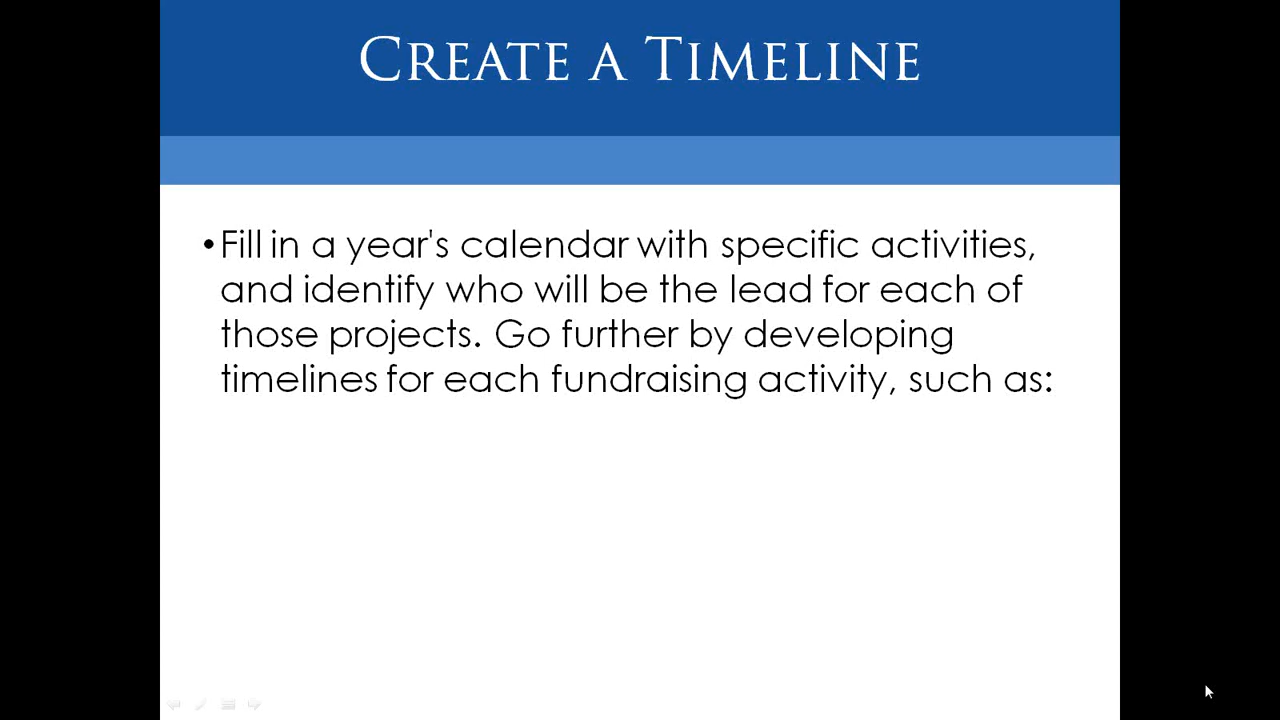 CREATE A TIMELINE
•Fill in a year's calendar with specific activities,
and identify who will be the lead for each of
those projects. Go further by developing
timelines for each fundraising activity, such as: